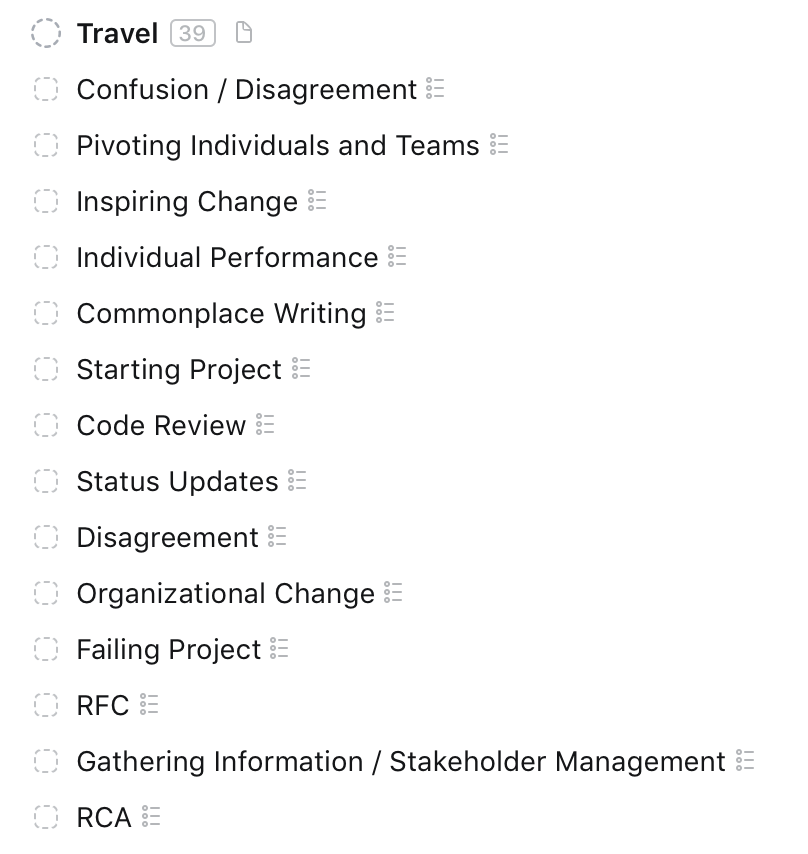 Travel 39
Confusion / Disagreement
Pivoting Individuals and Teams
Inspiring Change
Individual Performance
Commonplace Writing
Starting Project
Code Review
Status Updates
Disagreement
Organizational Change
Failing Project
RFC
Gathering Information / Stakeholder Management
RCA